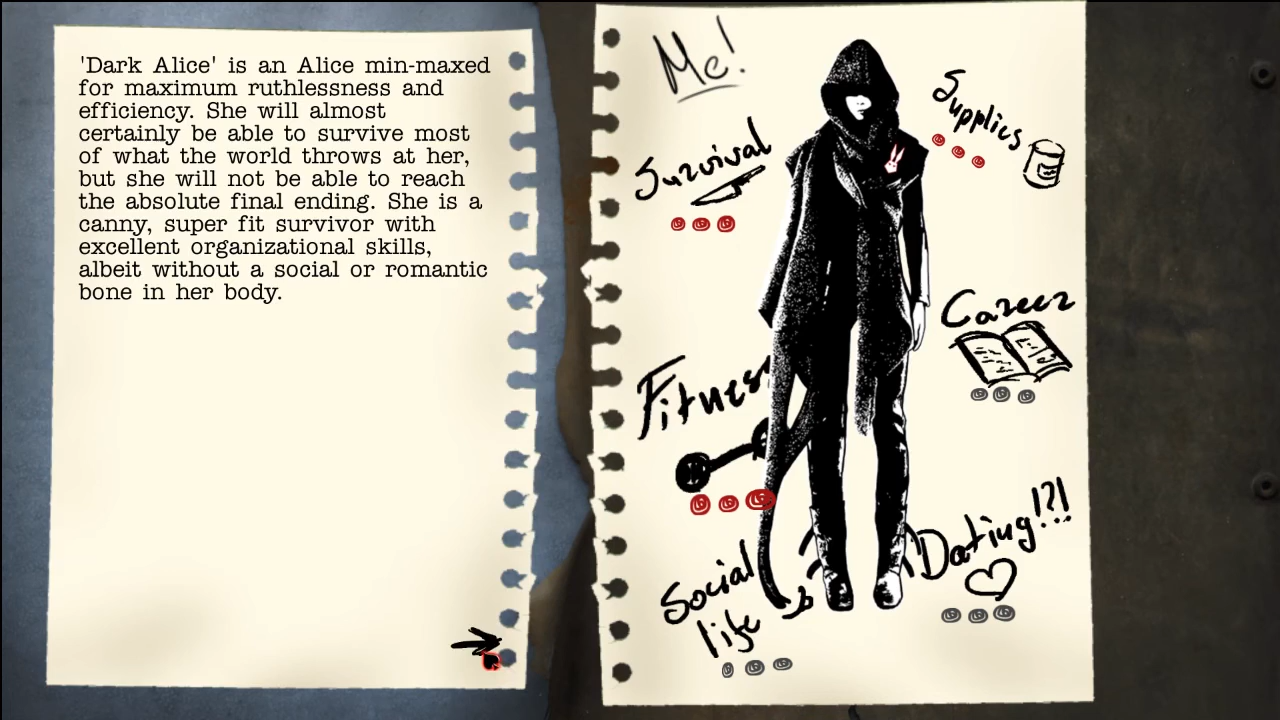 'Dark Alice' is an Alice min-maxed
for maximum ruthlessness and
efficiency. She will almost
certainly be able to survive most
of what the world throws at her,
but she will not be able to reach
the absolute final ending. She is a
canny, super fit survivor with
excellent organizational skills,
albeit without a social or romantic
bone in her body.
Me!
Survival
Supplies
Fitness
Career
Social
life
Dating!?!